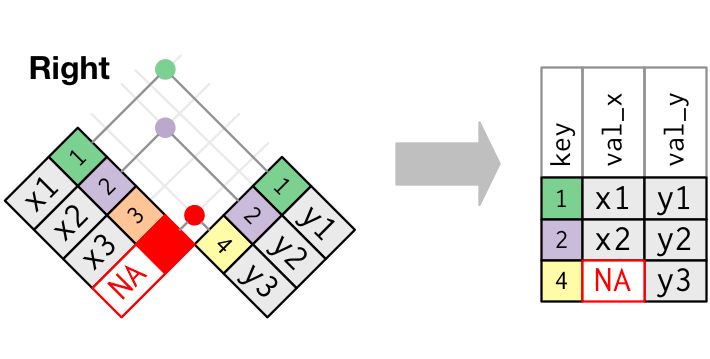 Right
1 x1
2 x2
3 x3
NA
1 y1
2 y2
4 y3
key val_x val_y
1 x1 y1
2 x2 y2
4 NA y3